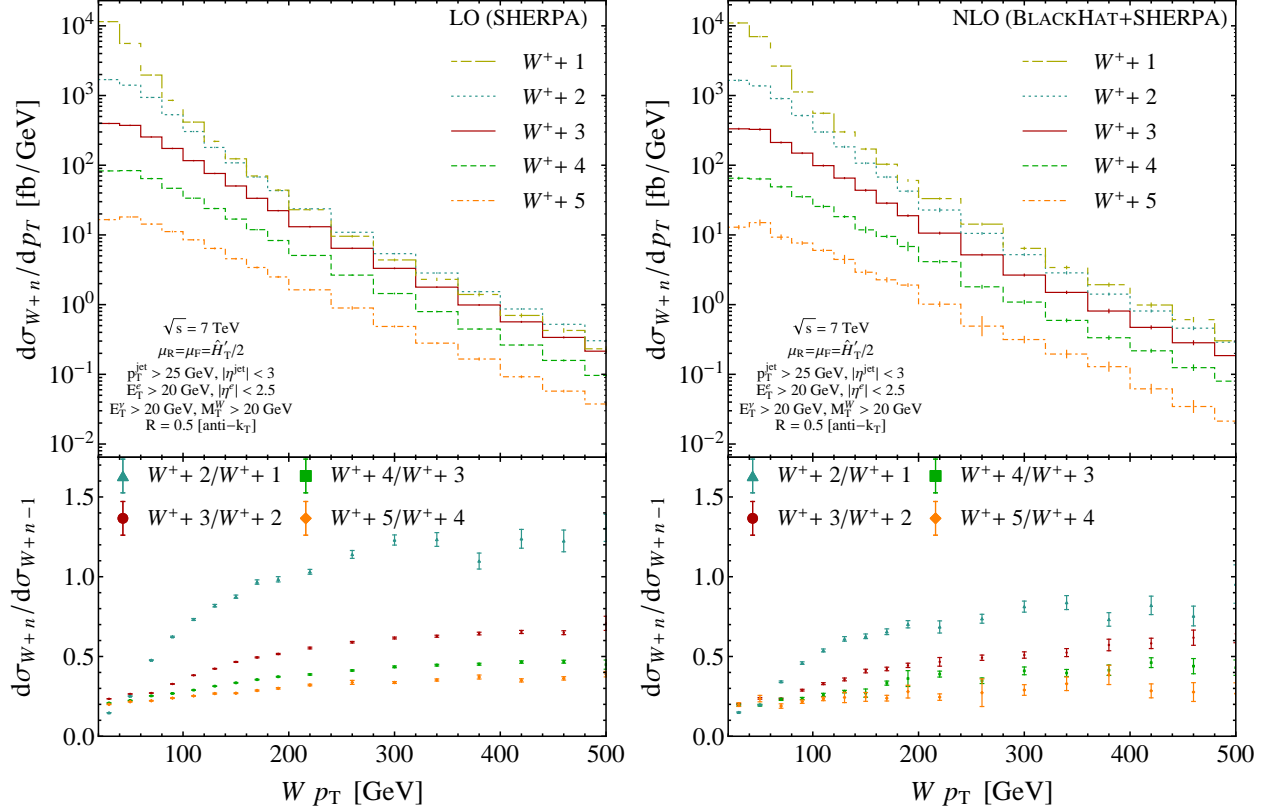 LO (SHERPA)
W⁺ + 1
W⁺ + 2
W⁺ + 3
W⁺ + 4
W⁺ + 5
10⁴
10³
10²
10¹
10⁰
10⁻¹
10⁻²
dσ_{W+n} / dp_T [fb/GeV]
√s = 7 TeV
μ_R=μ_F=Ĥ'_T/2
p_T^jet > 25 GeV, |η^jet| < 3
E_T^e > 20 GeV, |η^e| < 2.5
E_T^ν > 20 GeV, M_T^W > 20 GeV
R = 0.5 [anti−k_T]
W⁺ + 2/W⁺ + 1
W⁺ + 4/W⁺ + 3
W⁺ + 3/W⁺ + 2
W⁺ + 5/W⁺ + 4
1.5
1.0
0.5
0.0
dσ_{W+n} / dσ_{W+n−1}
100 200 300 400 500
W p_T [GeV]
NLO (BLACKHAT+SHERPA)
W⁺ + 1
W⁺ + 2
W⁺ + 3
W⁺ + 4
W⁺ + 5
10⁴
10³
10²
10¹
10⁰
10⁻¹
10⁻²
dσ_{W+n} / dp_T [fb/GeV]
√s = 7 TeV
μ_R=μ_F=Ĥ'_T/2
p_T^jet > 25 GeV, |η^jet| < 3
E_T^e > 20 GeV, |η^e| < 2.5
E_T^ν > 20 GeV, M_T^W > 20 GeV
R = 0.5 [anti−k_T]
W⁺ + 2/W⁺ + 1
W⁺ + 4/W⁺ + 3
W⁺ + 3/W⁺ + 2
W⁺ + 5/W⁺ + 4
1.5
1.0
0.5
0.0
dσ_{W+n} / dσ_{W+n−1}
100 200 300 400 500
W p_T [GeV]